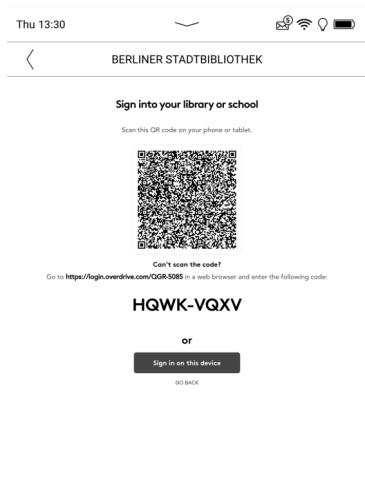 Thu 13:30
5
BERLINER STADTBIBLIOTHEK
Sign into your library or school
Scan this QR code on your phone or tablet.
Can't scan the code?
Go to https://login.overdrive.com/QGR-5085 in a web browser and enter the following code:
HQWK-VQXV
or
Sign in on this device
GO BACK